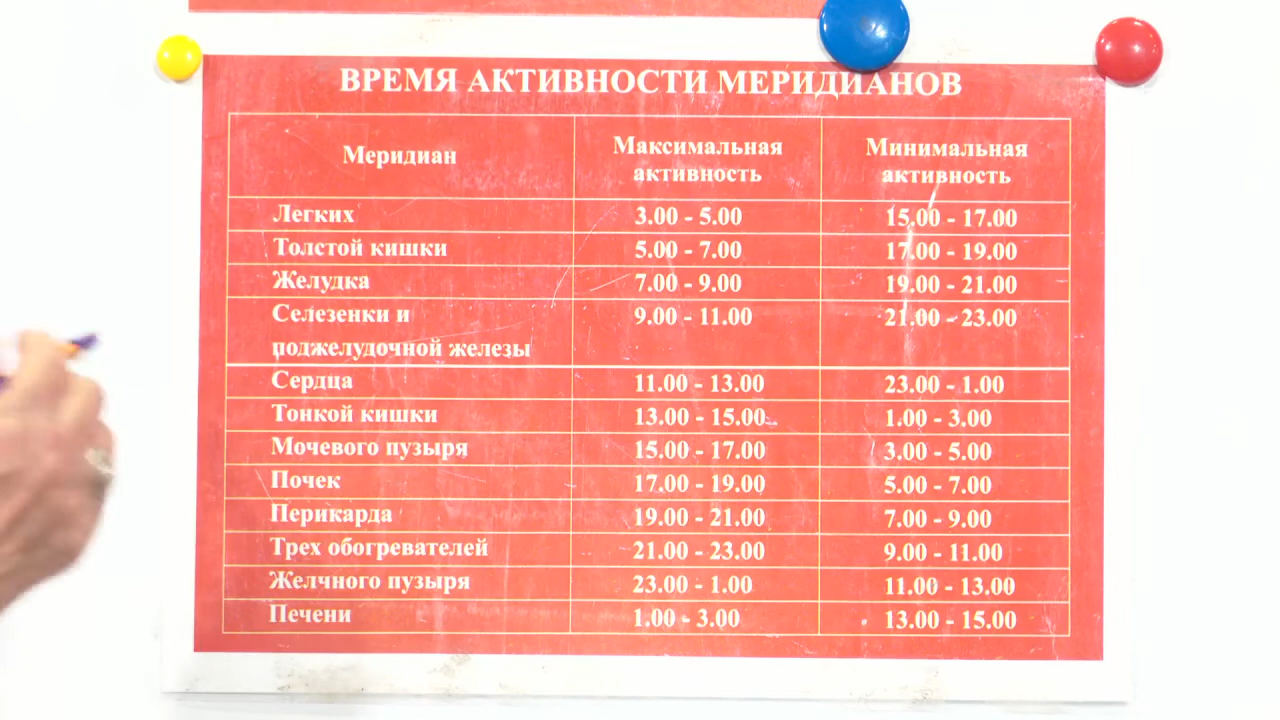 ВРЕМЯ АКТИВНОСТИ МЕРИДИАНОВ
Меридиан Максимальная активность Минимальная активность
Легких 3.00 - 5.00 15.00 - 17.00
Толстой кишки 5.00 - 7.00 17.00 - 19.00
Желудка 7.00 - 9.00 19.00 - 21.00
Селезенки и 9.00 - 11.00 21.00 - 23.00
поджелудочной железы
Сердца 11.00 - 13.00 23.00 - 1.00
Тонкой кишки 13.00 - 15.00 1.00 - 3.00
Мочевого пузыря 15.00 - 17.00 3.00 - 5.00
Почек 17.00 - 19.00 5.00 - 7.00
Перикарда 19.00 - 21.00 7.00 - 9.00
Трех обогревателей 21.00 - 23.00 9.00 - 11.00
Желчного пузыря 23.00 - 1.00 11.00 - 13.00
Печени 1.00 - 3.00 13.00 - 15.00